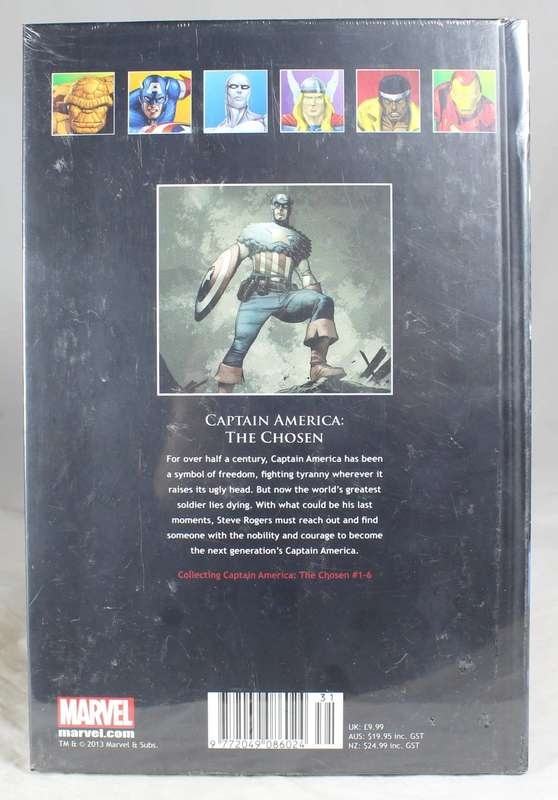 CAPTAIN AMERICA:
THE CHOSEN
For over half a century, Captain America has been
a symbol of freedom, fighting tyranny wherever it
raises its ugly head. But now the world's greatest
soldier lies dying. With what could be his last
moments, Steve Rogers must reach out and find
someone with the nobility and courage to become
the next generation's Captain America.
Collecting Captain America: The Chosen #1-6
MARVEL
marvel.com
TM & © 2013 Marvel & Subs.
31
9 772049 086024
UK: £9.99
AUS: $19.95 inc. GST
NZ: $24.99 inc. GST